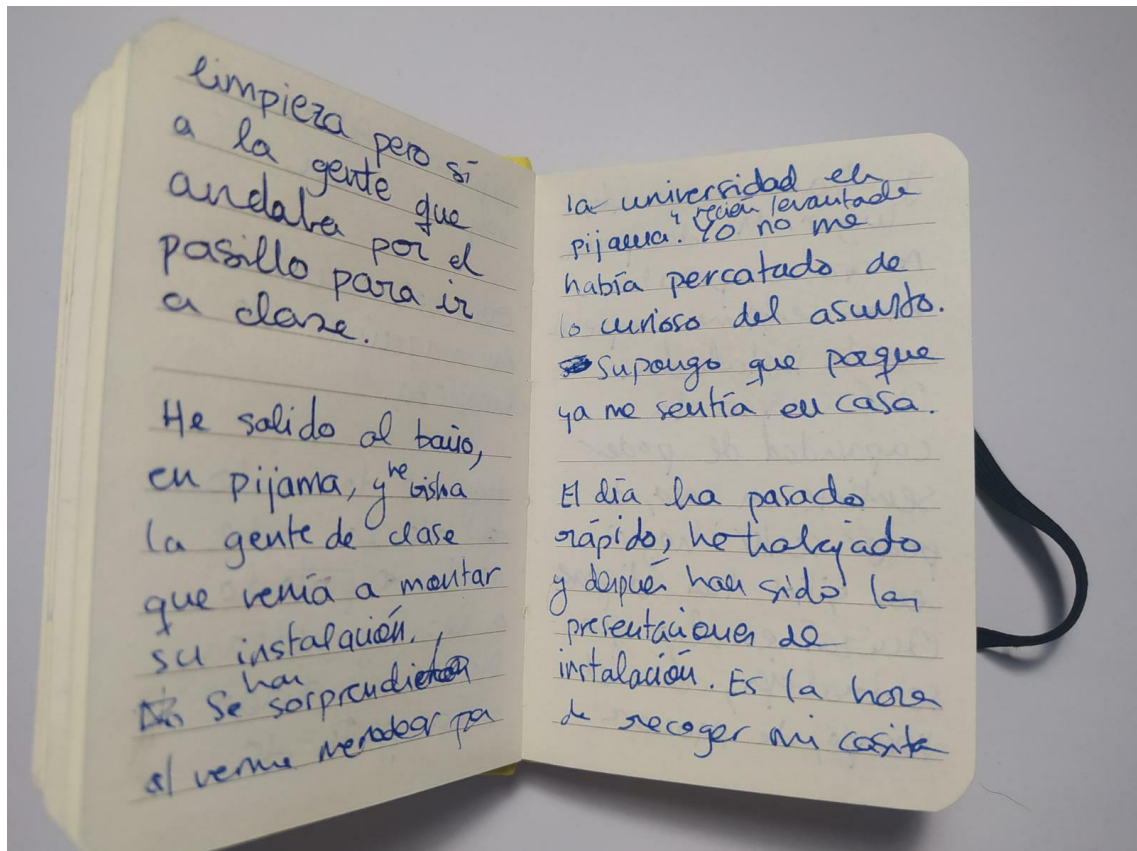 limpieza pero sí
a la gente que
andaba por el
pasillo para ir
a clase.
He salido al baño,
en pijama, y he vista
la gente de clase
que venía a montar
su instalación.
han
Se sorprendieron
al verme merodear por
la universidad en
y recién levantada
pijama. Yo no me
había percatado de
lo curioso del asunto.
Supongo que porque
ya me sentía en casa.
El día ha pasado
rápido, he trabajado
y después han sido las
presentaciones de
instalación. Es la hora
de recoger mi casita